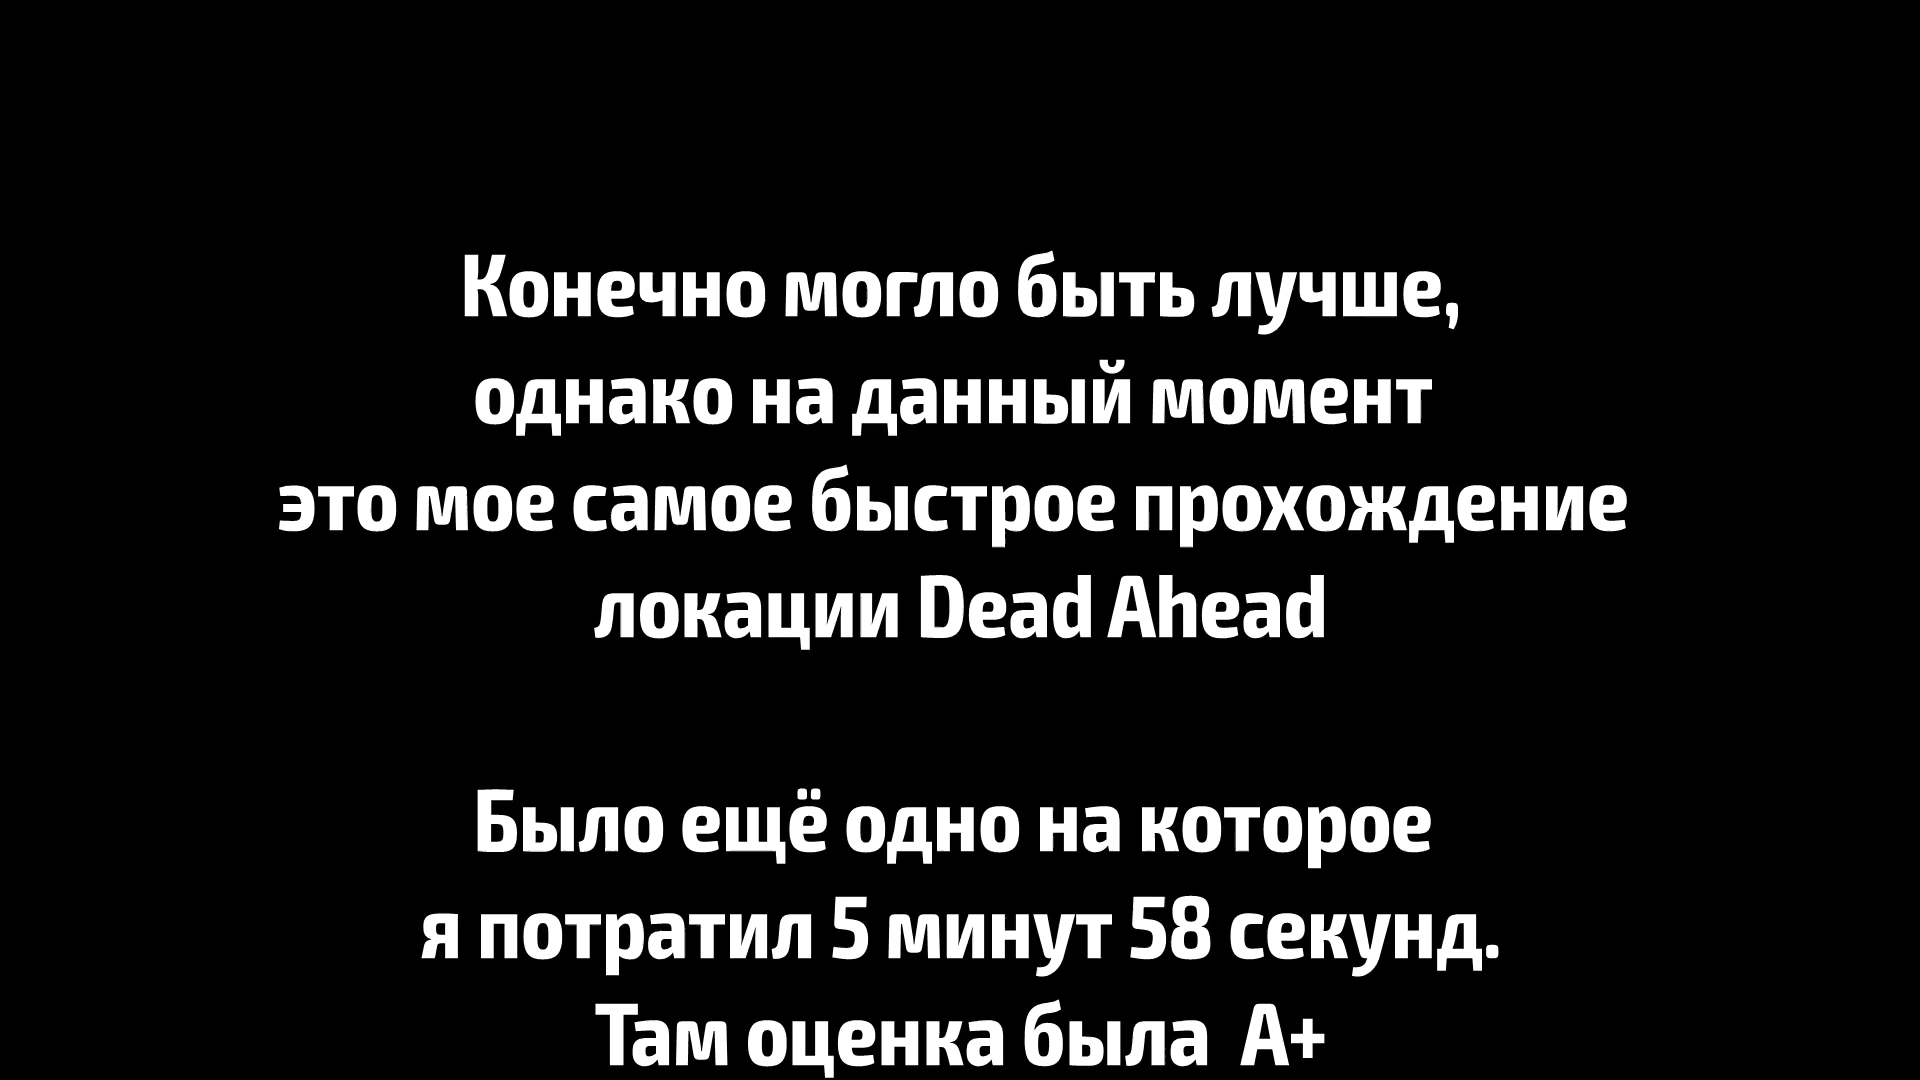 Конечно могло быть лучше,
однако на данный момент
это мое самое быстрое прохождение
локации Dead Ahead
Было ещё одно на которое
я потратил 5 минут 58 секунд.
Там оценка была А+